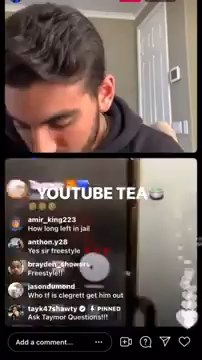 YOUTUBE TEA🍵
amir_king223
How long left in jail
anthon.y28
Yes sir freestyle
brayden_showers
Freestyle!!
jasondumond
Who tf is clegrett get him out
tayk47shawty PINNED
Ask Taymor Questions!!!
Add a comment...